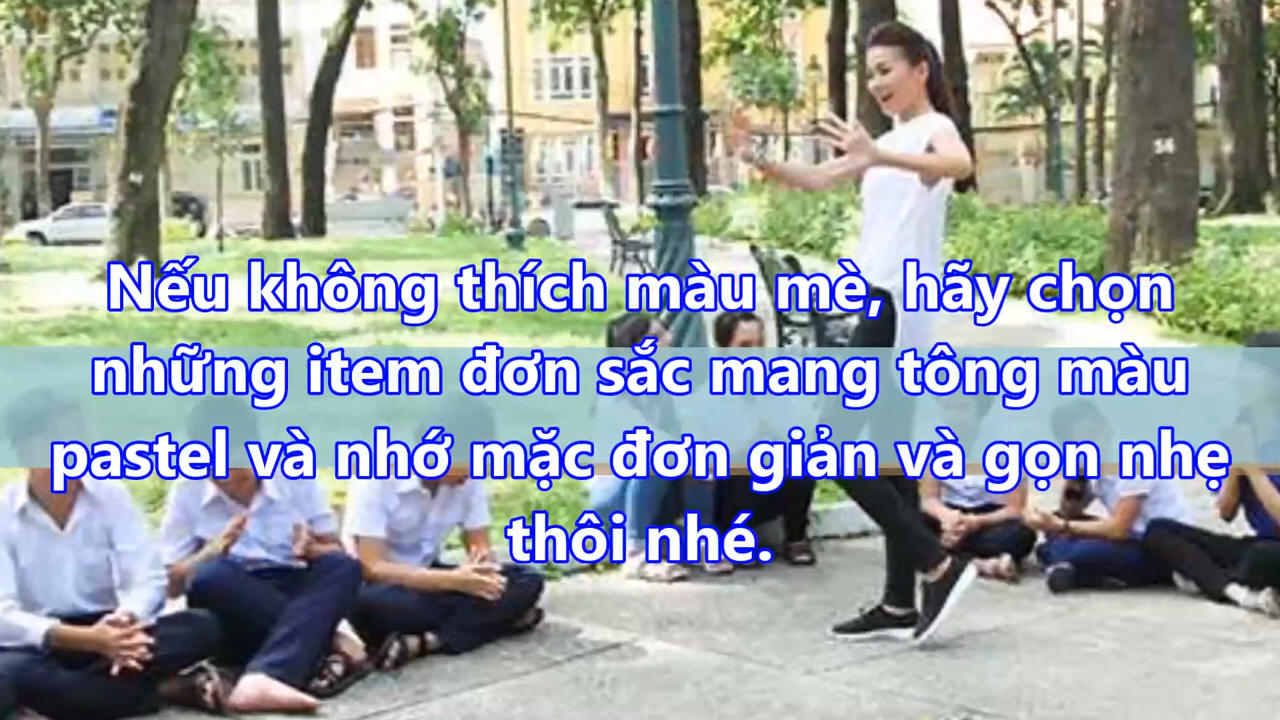 Nếu không thích màu mè, hãy chọn
những item đơn sắc mang tông màu
pastel và nhớ mặc đơn giản và gọn nhẹ
thôi nhé.